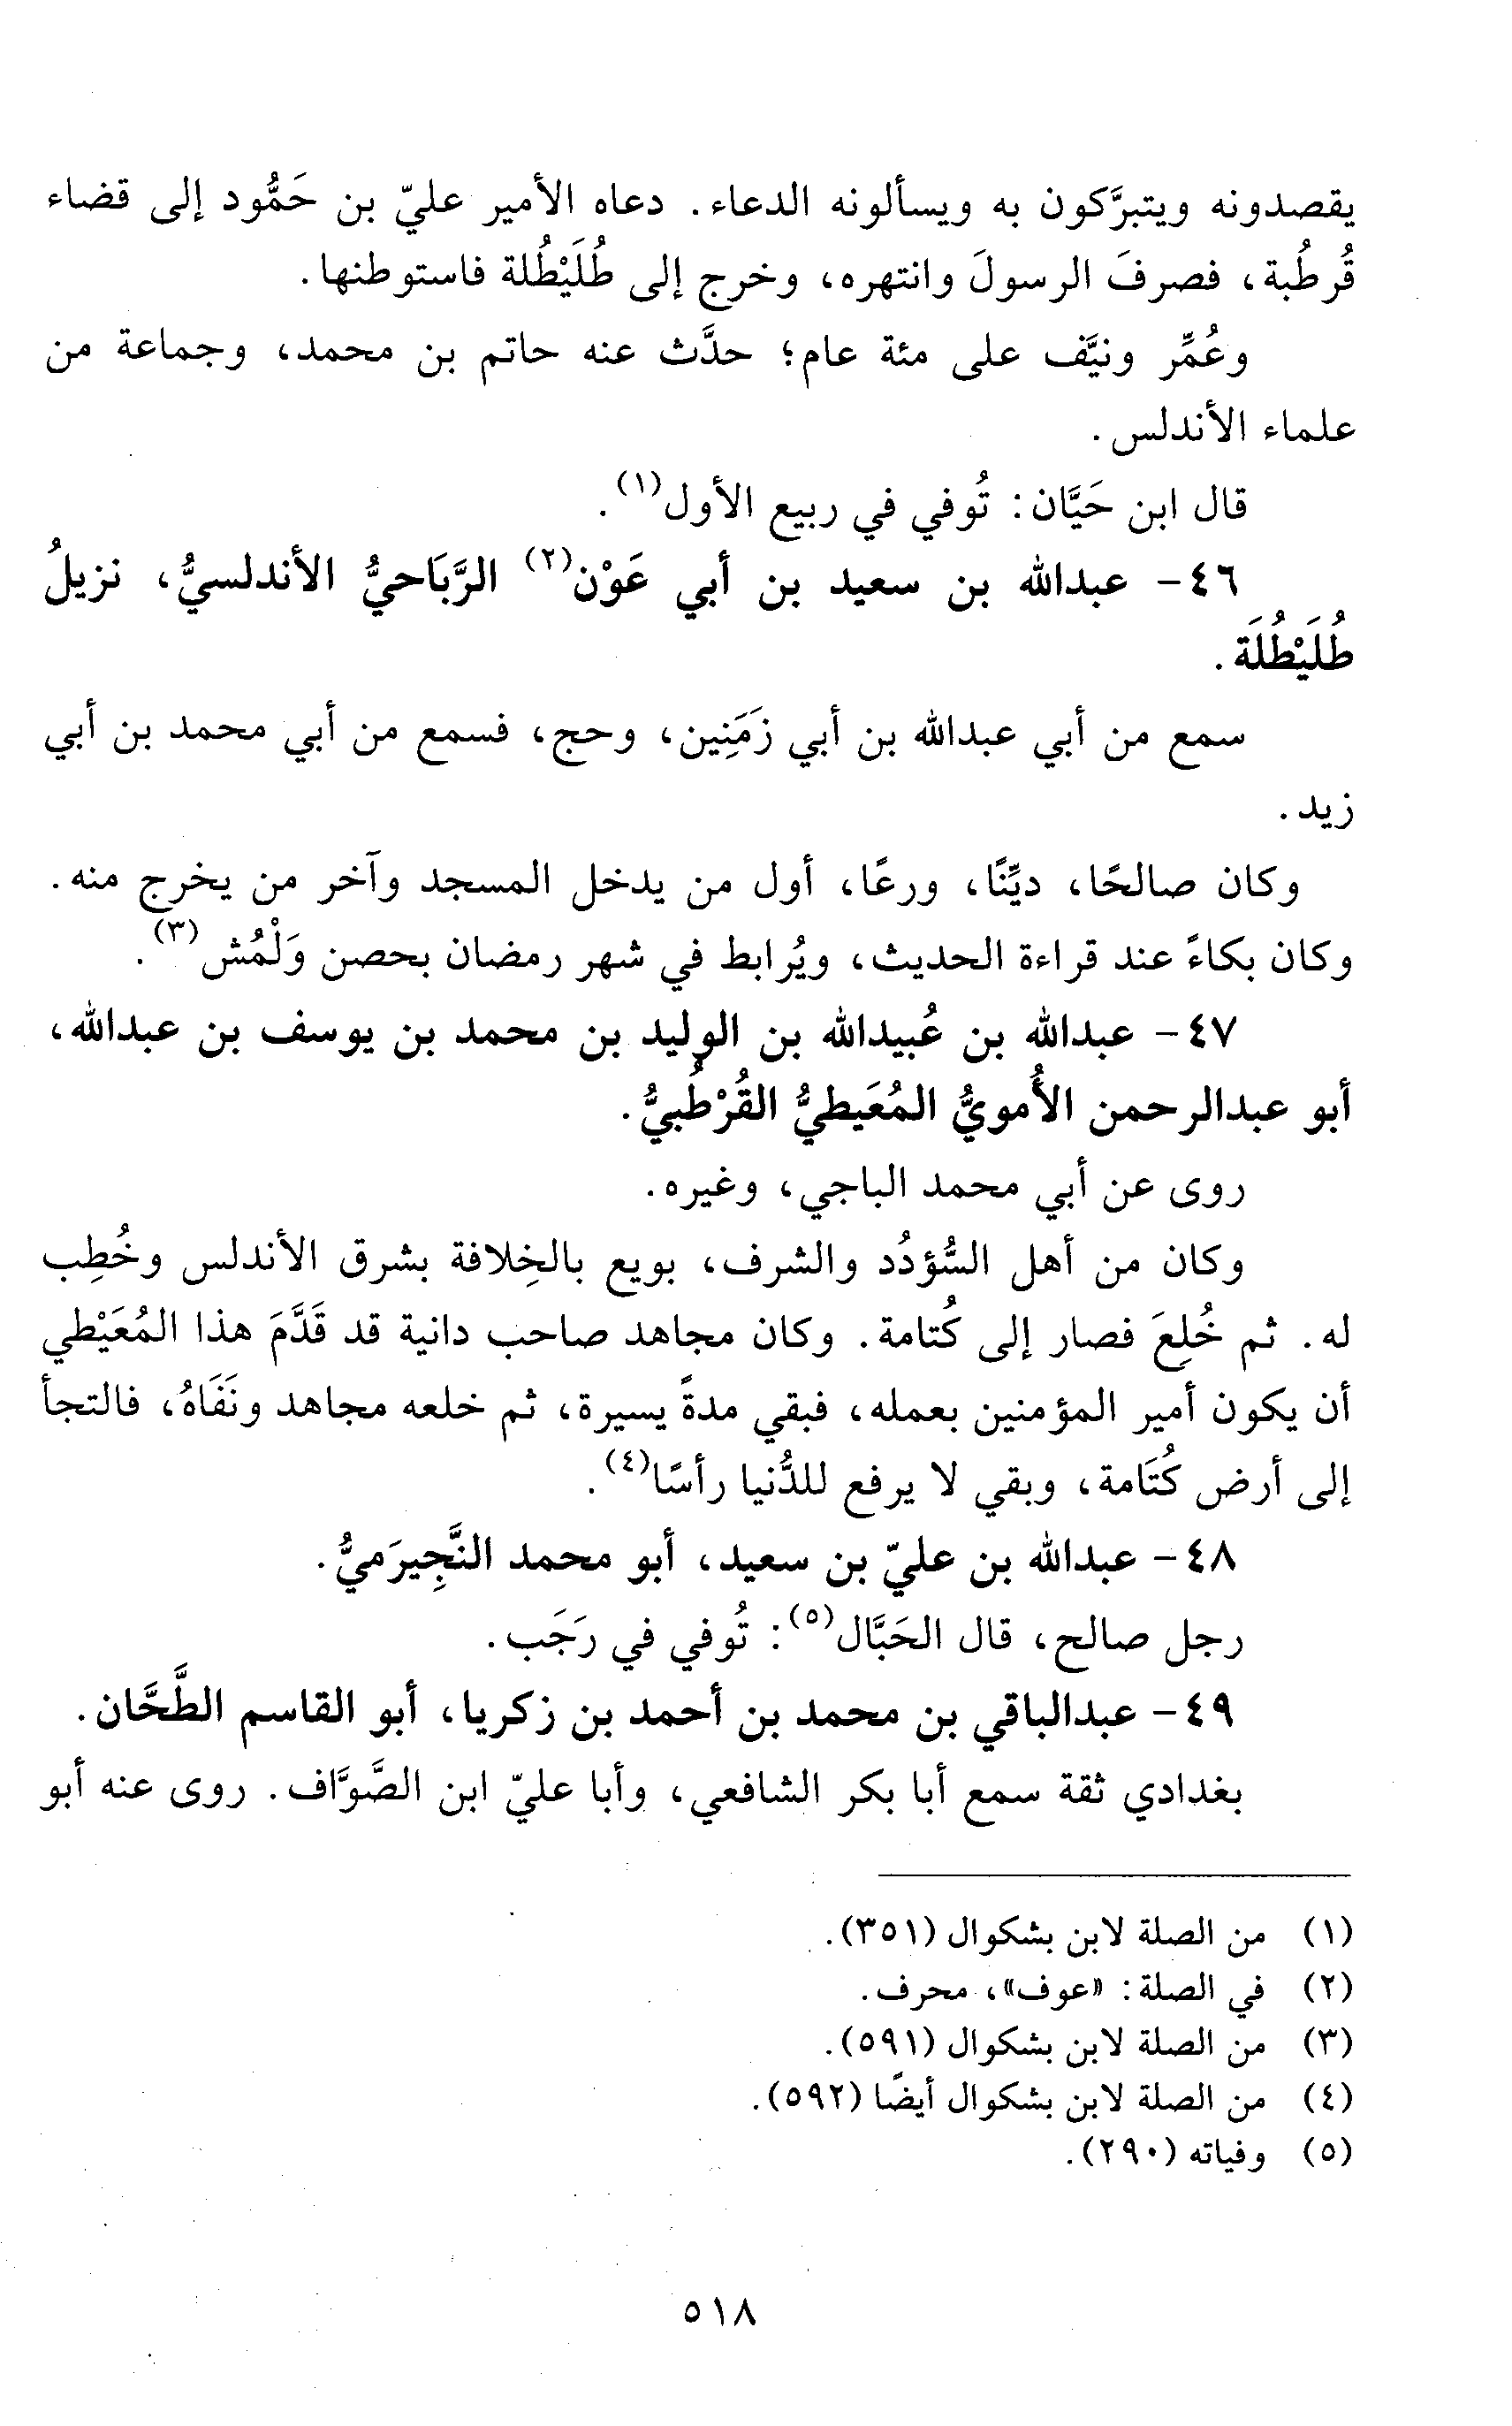 يقصدونه ويتبرَّكون به ويسألونه الدعاء. دعاه الأمير عليّ بن حَمُّود إلى قضاء
قُرطُبة، فصرفَ الرسولَ وانتهره، وخرج إلى طُلَيْطُلة فاستوطنها.
وعُمِّر ونيَّف على مئة عام؛ حدَّث عنه حاتم بن محمد، وجماعة من
علماء الأندلس.
قال ابن حَيَّان: تُوفي في ربيع الأول(١).
٤٦- عبدالله بن سعيد بن أبي عَوْن(٢) الرَّبَاحيُّ الأندلسيُّ، نزيلُ
طُلَيْطُلَة.
سمع من أبي عبدالله بن أبي زَمَنِين، وحج، فسمع من أبي محمد بن أبي
زيد.
وكان صالحًا، ديِّنًا، ورعًا، أول من يدخل المسجد وآخر من يخرج منه.
وكان بكاءً عند قراءة الحديث، ويُرابط في شهر رمضان بحصن وَلْمُش(٣).
٤٧- عبدالله بن عُبيدالله بن الوليد بن محمد بن يوسف بن عبدالله،
أبو عبدالرحمن الأُمويُّ المُعَيطيُّ القُرْطُبيُّ.
روى عن أبي محمد الباجي، وغيره.
وكان من أهل السُّؤدُد والشرف، بويع بالخِلافة بشرق الأندلس وخُطِب
له. ثم خُلِعَ فصار إلى كُتامة. وكان مجاهد صاحب دانية قد قَدَّمَ هذا المُعَيْطي
أن يكون أمير المؤمنين بعمله، فبقي مدةً يسيرة، ثم خلعه مجاهد ونَفَاهُ، فالتجأ
إلى أرض كُتَامة، وبقي لا يرفع للدُّنيا رأسًا(٤).
٤٨- عبدالله بن عليّ بن سعيد، أبو محمد النَّجِيرَميُّ.
رجل صالح، قال الحَبَّال(٥): تُوفي في رَجَب.
٤٩- عبدالباقي بن محمد بن أحمد بن زكريا، أبو القاسم الطَّحَّان.
بغدادي ثقة سمع أبا بكر الشافعي، وأبا عليّ ابن الصَّوَّاف. روى عنه أبو
(١) من الصلة لابن بشكوال (٣٥١).
(٢) في الصلة: «عوف»، محرف.
(٣) من الصلة لابن بشكوال (٥٩١).
(٤) من الصلة لابن بشكوال أيضًا (٥٩٢).
(٥) وفياته (٢٩٠).
٥١٨